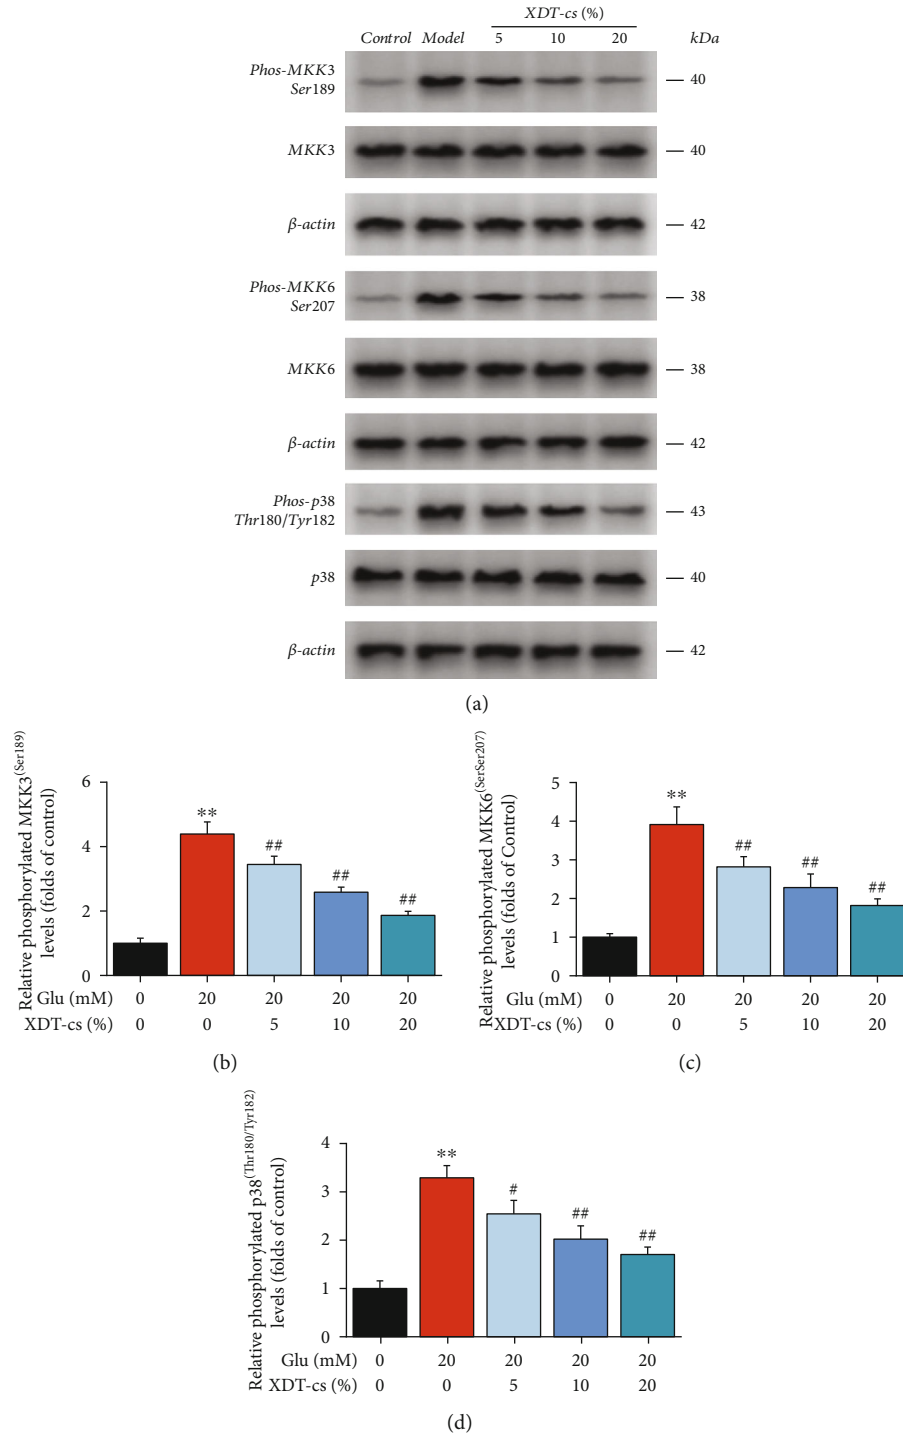 XDT-cs (%)
Control Model 5 10 20 kDa
Phos-MKK3
Ser189
40
MKK3
40
β-actin
42
Phos-MKK6
Ser207
38
MKK6
38
β-actin
42
Phos-p38
Thr180/Tyr182
43
p38
40
β-actin
42
(a)
Relative phosphorylated MKK3(Ser189)
levels (folds of control)
6
4
2
0
**
##
##
##
Glu (mM) 0 20 20 20 20
XDT-cs (%) 0 0 5 10 20
(b)
Relative phosphorylated MKK6(SerSer207)
levels (folds of Control)
5
4
3
2
1
0
**
##
##
##
Glu (mM) 0 20 20 20 20
XDT-cs (%) 0 0 5 10 20
(c)
Relative phosphorylated p38(Thr180/Tyr182)
levels (folds of control)
4
3
2
1
0
**
#
##
##
Glu (mM) 0 20 20 20 20
XDT-cs (%) 0 0 5 10 20
(d)